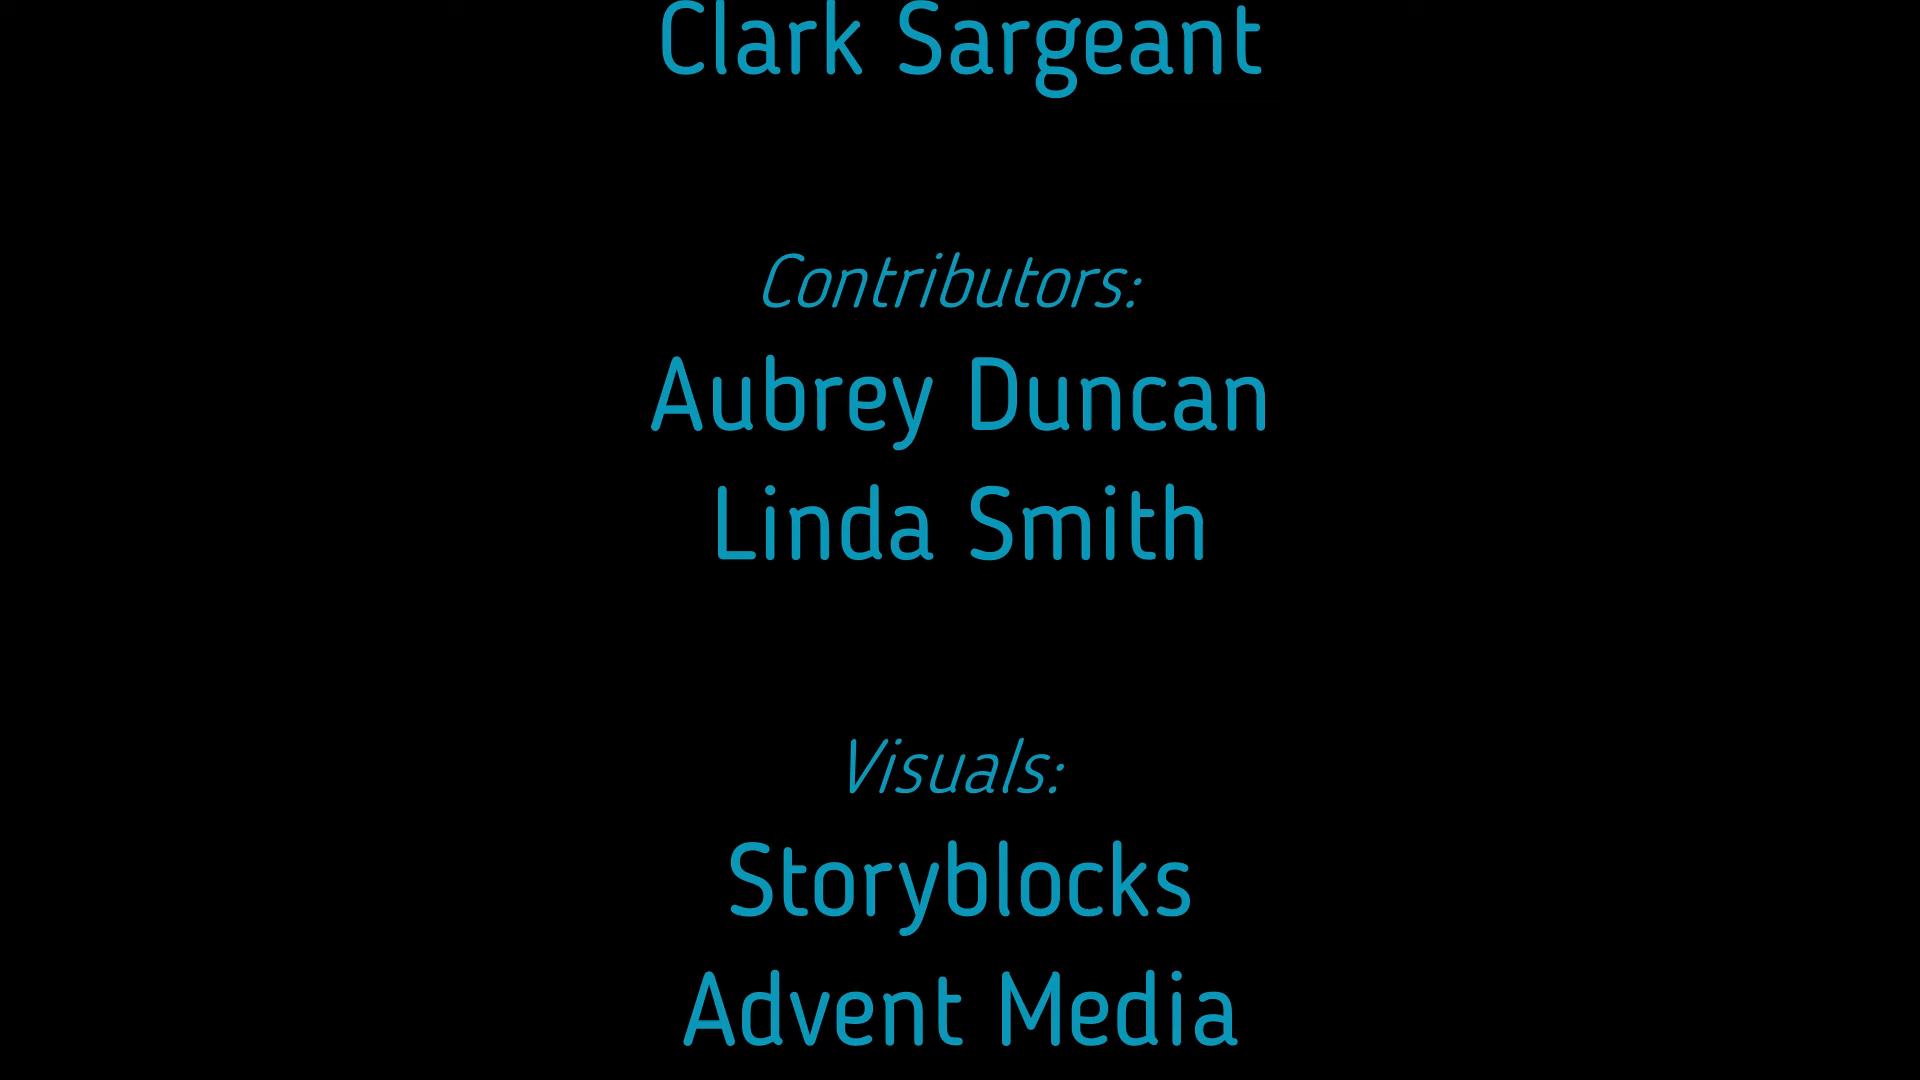 Clark Sargeant
Contributors:
Aubrey Duncan
Linda Smith
Visuals:
Storyblocks
Advent Media